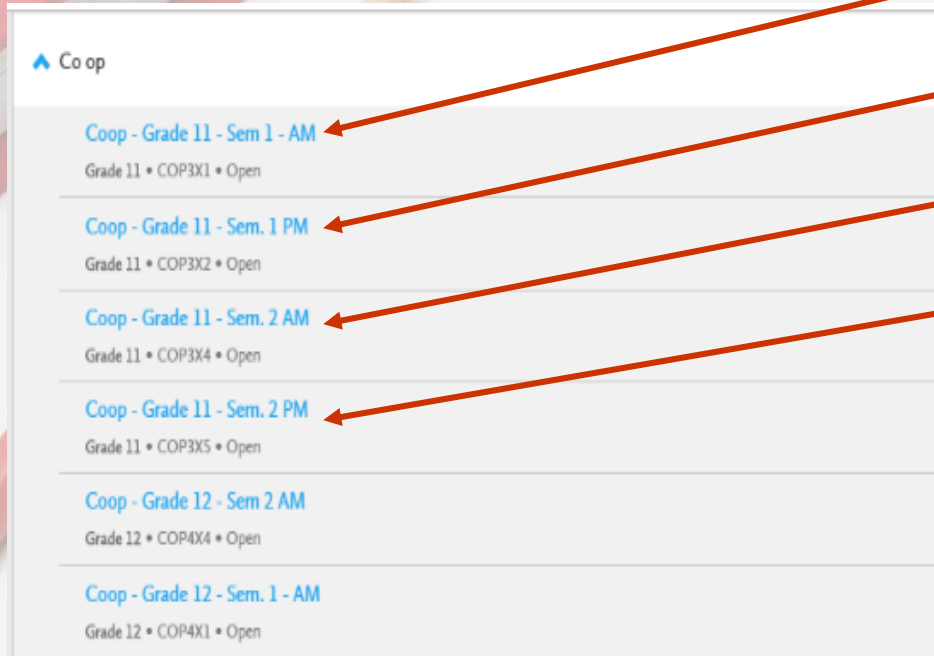 Co op
Coop - Grade 11 - Sem 1 - AM
Grade 11 • COP3X1 • Open
Coop - Grade 11 - Sem. 1 PM
Grade 11 • COP3X2 • Open
Coop - Grade 11 - Sem. 2 AM
Grade 11 • COP3X4 • Open
Coop - Grade 11 - Sem. 2 PM
Grade 11 • COP3X5 • Open
Coop - Grade 12 - Sem 2 AM
Grade 12 • COP4X4 • Open
Coop - Grade 12 - Sem. 1 - AM
Grade 12 • COP4X1 • Open